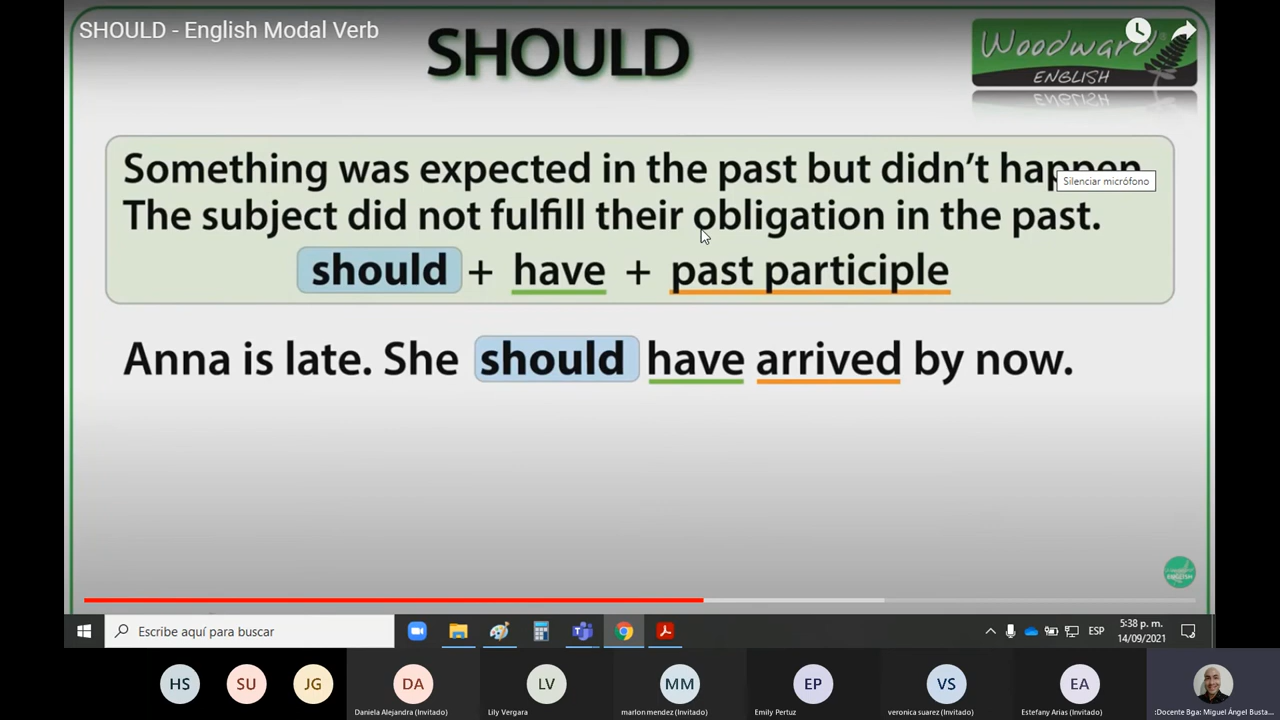 SHOULD - English Modal Verb
SHOULD
Woodward
ENGLISH
Something was expected in the past but didn't happen
Silenciar micrófono
The subject did not fulfill their obligation in the past.
should + have + past participle
Anna is late. She should have arrived by now.
Escribe aquí para buscar
ESP
5:38 p. m.
14/09/2021
HS
SU
JG
DA
LV
MM
EP
VS
EA
Daniela Alejandra (Invitado)
Lily Vergara
marlon mendez (Invitado)
Emily Pertuz
veronica suarez (Invitado)
Estefany Arias (Invitado)
:Docente Bga: Miguel Ángel Busta...